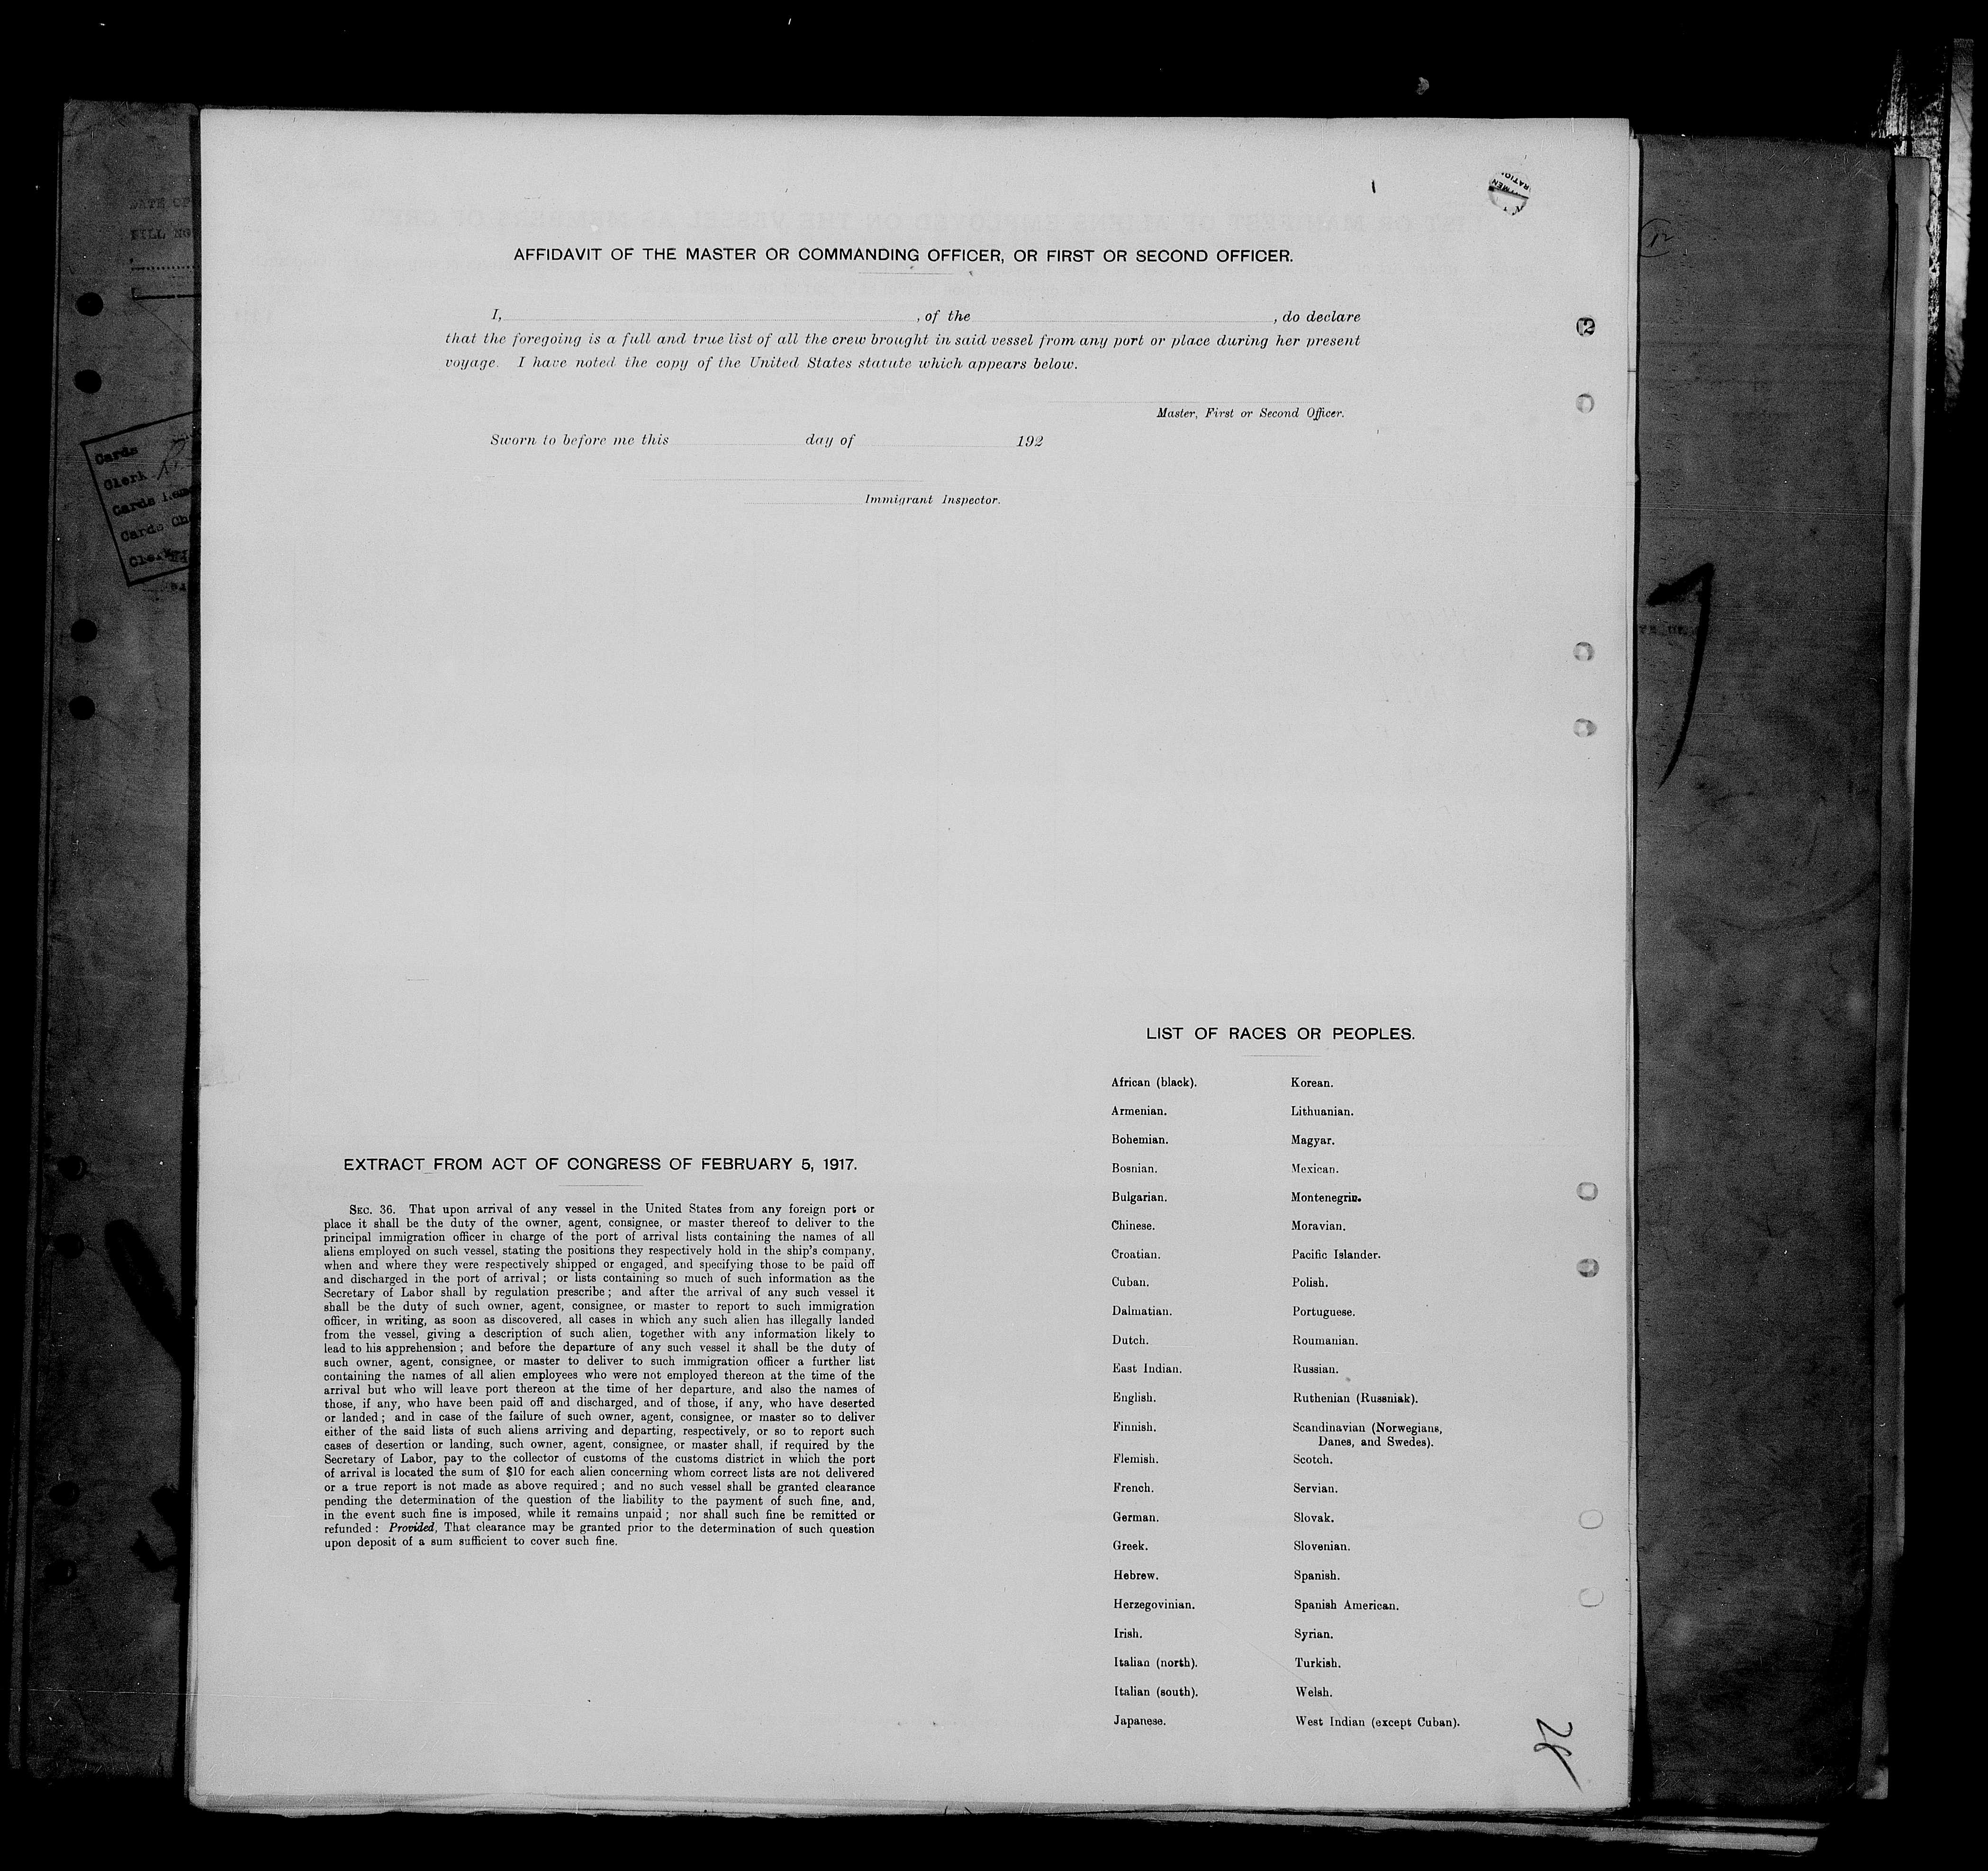 AFFIDAVIT OF THE MASTER OR COMMANDING OFFICER, OR FIRST OR SECOND OFFICER.
I, , of the , do declare
that the foregoing is a full and true list of all the crew brought in said vessel from any port or place during her present
voyage. I have noted the copy of the United States statute which appears below.
Master, First or Second Officer.
Sworn to before me this day of 192
Immigrant Inspector.
EXTRACT FROM ACT OF CONGRESS OF FEBRUARY 5, 1917.
SEC. 36. That upon arrival of any vessel in the United States from any foreign port or
place it shall be the duty of the owner, agent, consignee, or master thereof to deliver to the
principal immigration officer in charge of the port of arrival lists containing the names of all
aliens employed on such vessel, stating the positions they respectively hold in the ship's company,
when and where they were respectively shipped or engaged, and specifying those to be paid off
and discharged in the port of arrival; or lists containing so much of such information as the
Secretary of Labor shall by regulation prescribe; and after the arrival of any such vessel it
shall be the duty of such owner, agent, consignee, or master to report to such immigration
officer, in writing, as soon as discovered, all cases in which any such alien has illegally landed
from the vessel, giving a description of such alien, together with any information likely to
lead to his apprehension; and before the departure of any such vessel it shall be the duty of
such owner, agent, consignee, or master to deliver to such immigration officer a further list
containing the names of all alien employees who were not employed thereon at the time of the
arrival but who will leave port thereon at the time of her departure, and also the names of
those, if any, who have been paid off and discharged, and of those, if any, who have deserted
or landed; and in case of the failure of such owner, agent, consignee, or master so to deliver
either of the said lists of such aliens arriving and departing, respectively, or so to report such
cases of desertion or landing, such owner, agent, consignee, or master shall, if required by the
Secretary of Labor, pay to the collector of customs of the customs district in which the port
of arrival is located the sum of $10 for each alien concerning whom correct lists are not delivered
or a true report is not made as above required; and no such vessel shall be granted clearance
pending the determination of the question of the liability to the payment of such fine, and,
in the event such fine is imposed, while it remains unpaid; nor shall such fine be remitted or
refunded: Provided, That clearance may be granted prior to the determination of such question
upon deposit of a sum sufficient to cover such fine.
LIST OF RACES OR PEOPLES.
African (black). Korean.
Armenian. Lithuanian.
Bohemian. Magyar.
Bosnian. Mexican.
Bulgarian. Montenegrin.
Chinese. Moravian.
Croatian. Pacific Islander.
Cuban. Polish.
Dalmatian. Portuguese.
Dutch. Roumanian.
East Indian. Russian.
English. Ruthenian (Russniak).
Finnish. Scandinavian (Norwegians,
Danes, and Swedes).
Flemish. Scotch.
French. Servian.
German. Slovak.
Greek. Slovenian.
Hebrew. Spanish.
Herzegovinian. Spanish American.
Irish. Syrian.
Italian (north). Turkish.
Italian (south). Welsh.
Japanese. West Indian (except Cuban).
28
DATE OF
Cards
Clerk
Cards
Cards
12